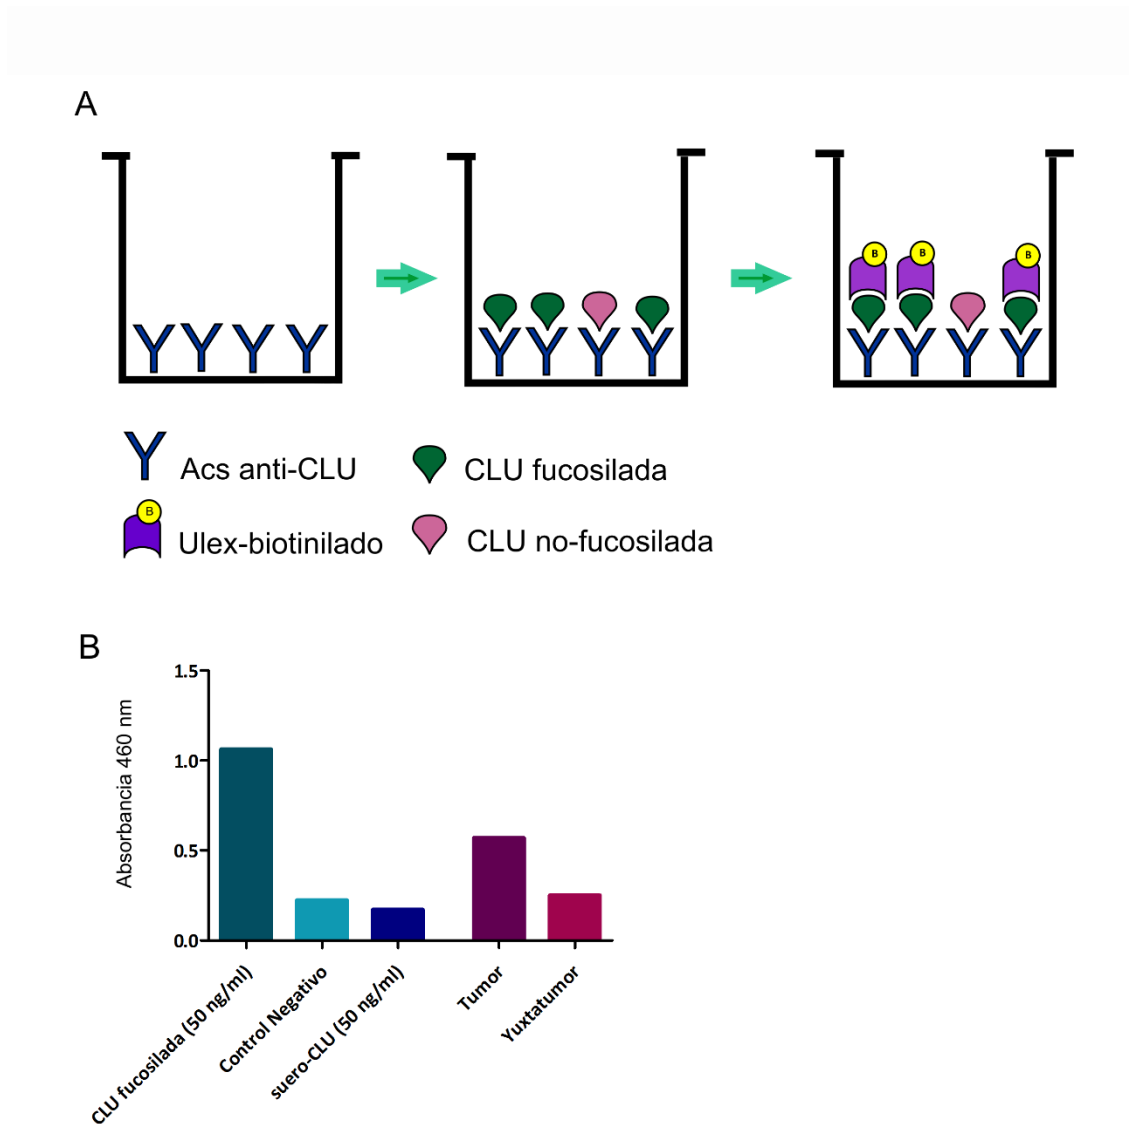 A
B
B
B
Acs anti-CLU
CLU fucosilada
B
Ulex-biotinilado
CLU no-fucosilada
B
1.5
1.0
0.5
0.0
Absorbancia 460 nm
CLU fucosilada (50 ng/ml)
Control Negativo
suero-CLU (50 ng/ml)
Tumor
Yuxtatumor